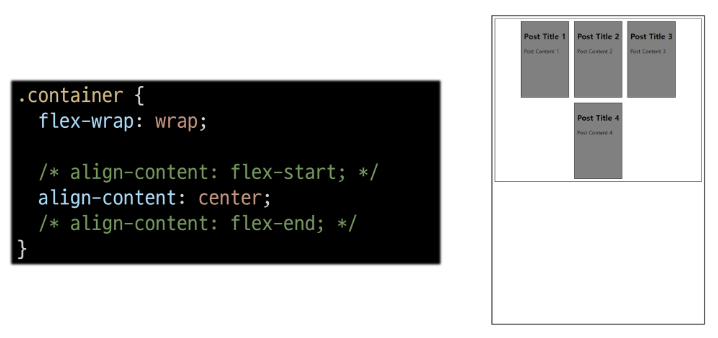 .container {
  flex-wrap: wrap;
  /* align-content: flex-start; */
  align-content: center;
  /* align-content: flex-end; */
}
Post Title 1 Post Title 2 Post Title 3
Post Content 1 Post Content 2 Post Content 3
Post Title 4
Post Content 4